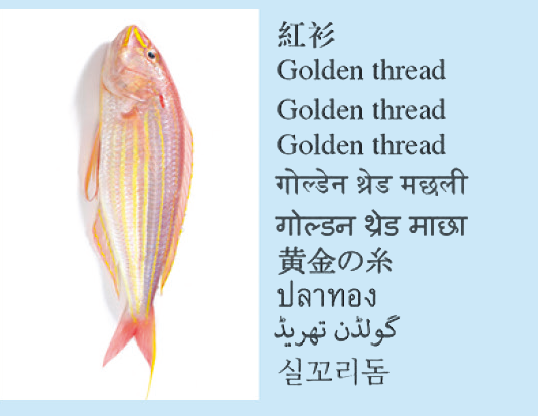 紅衫
Golden thread
Golden thread
Golden thread
गोल्डेन थ्रेड मछली
गोल्डन थ्रेड माछा
黄金の糸
ปลาทอง
گولڈن تھریڈ
실꼬리돔